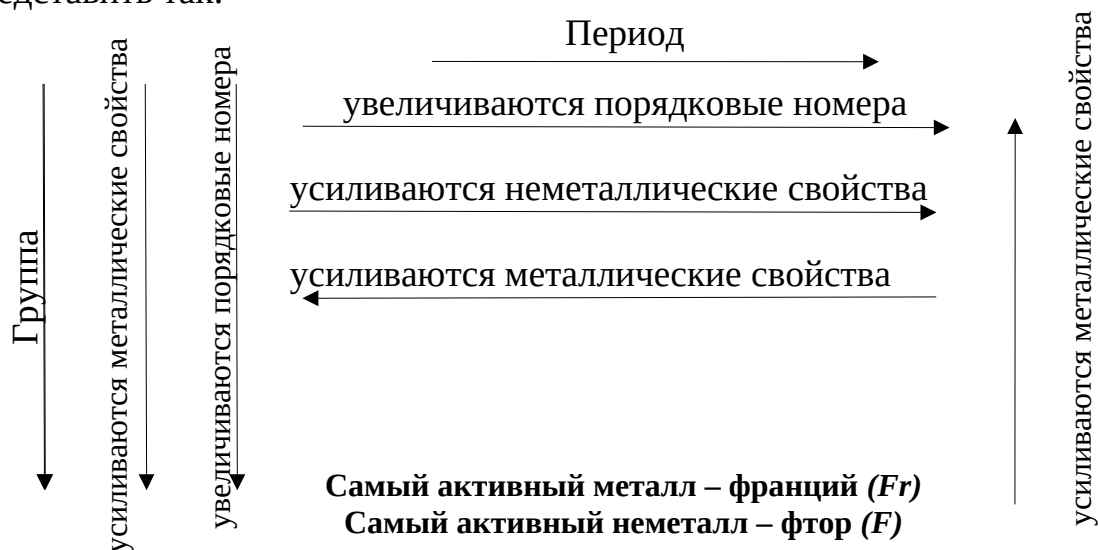 едставить так:
Период
увеличиваются порядковые номера
усиливаются неметаллические свойства
усиливаются металлические свойства
Группа
усиливаются металлические свойства
увеличиваются порядковые номера
усиливаются металлические свойства
Самый активный металл – франций (Fr)
Самый активный неметалл – фтор (F)